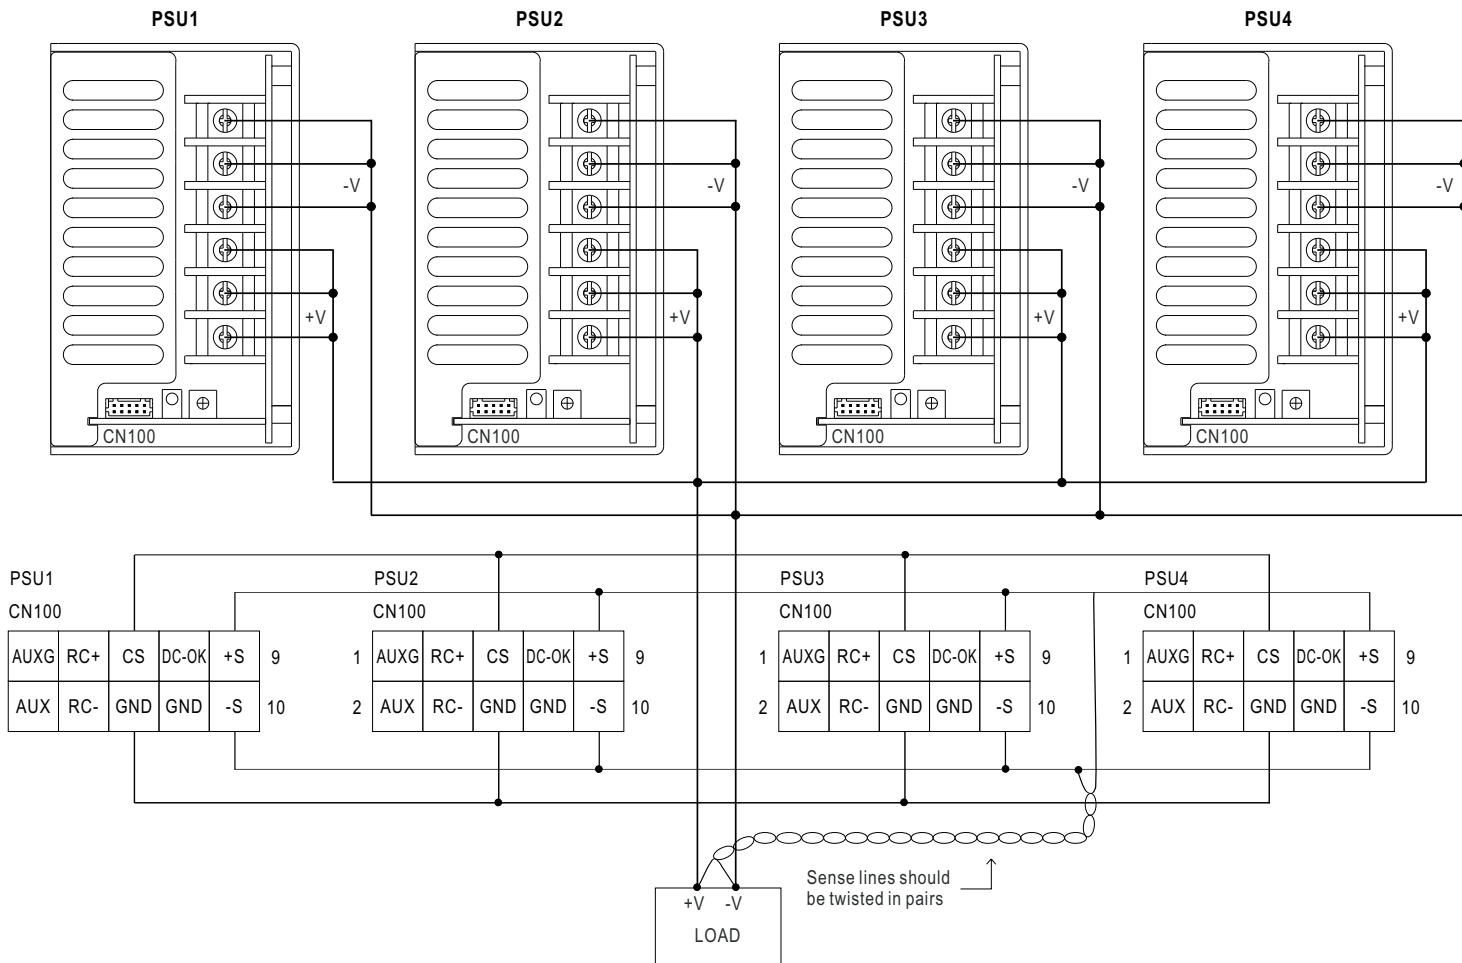 PSU1 PSU2 PSU3 PSU4
-V -V -V -V
+V +V +V +V
CN100 CN100 CN100 CN100
PSU1 PSU2 PSU3 PSU4
CN100 CN100 CN100 CN100
AUXG RC+ CS DC-OK +S 9 1 AUXG RC+ CS DC-OK +S 9 1 AUXG RC+ CS DC-OK +S 9 1 AUXG RC+ CS DC-OK +S 9
AUX RC- GND GND -S 10 2 AUX RC- GND GND -S 10 2 AUX RC- GND GND -S 10 2 AUX RC- GND GND -S 10
Sense lines should
be twisted in pairs
+V -V
LOAD